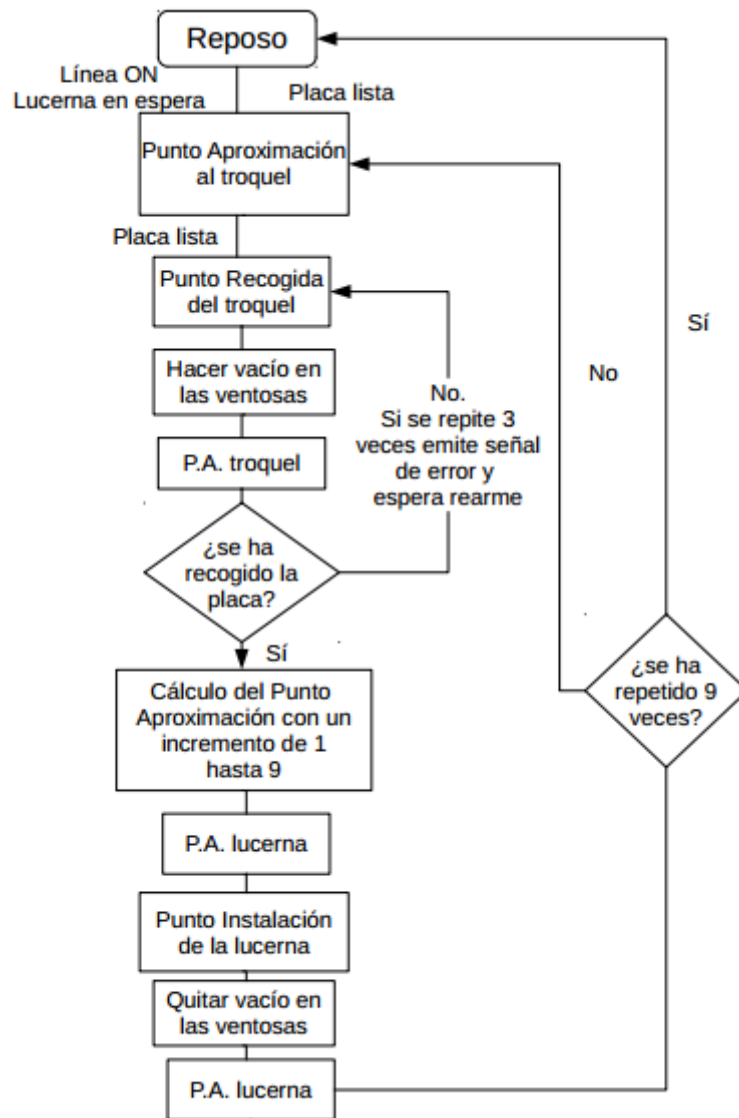 Reposo
Línea ON
Lucerna en espera
Placa lista
Punto Aproximación
al troquel
Placa lista
Punto Recogida
del troquel
Sí
Hacer vacío en
las ventosas
No
No.
Si se repite 3
veces emite señal
de error y
espera rearme
P.A. troquel
¿se ha
recogido la
placa?
Sí
Cálculo del Punto
Aproximación con un
incremento de 1
hasta 9
¿se ha
repetido 9
veces?
P.A. lucerna
Punto Instalación
de la lucerna
Quitar vacío en
las ventosas
P.A. lucerna